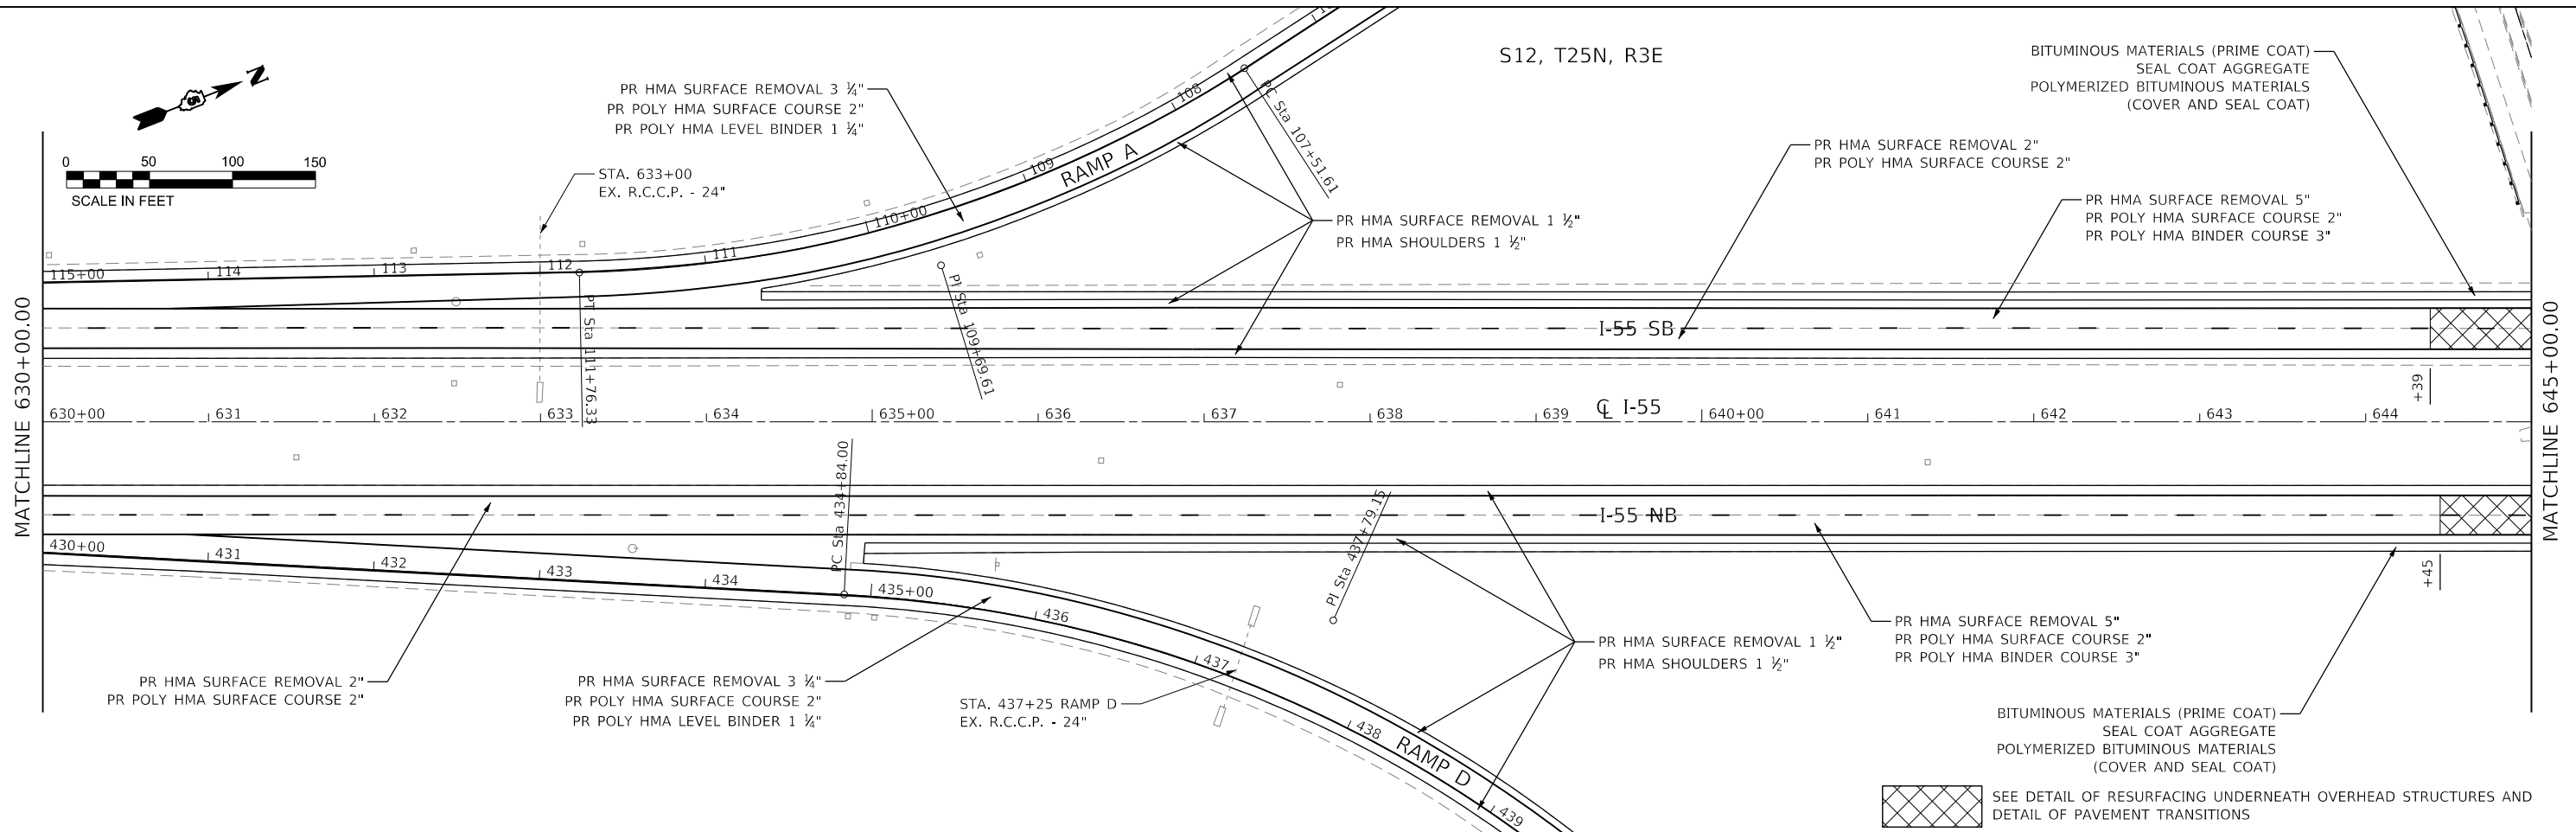 S12, T25N, R3E
N
55
0 50 100 150
SCALE IN FEET
PR HMA SURFACE REMOVAL 3 ¼"
PR POLY HMA SURFACE COURSE 2"
PR POLY HMA LEVEL BINDER 1 ¼"
STA. 633+00
EX. R.C.C.P. - 24"
BITUMINOUS MATERIALS (PRIME COAT)
SEAL COAT AGGREGATE
POLYMERIZED BITUMINOUS MATERIALS
(COVER AND SEAL COAT)
PR HMA SURFACE REMOVAL 2"
PR POLY HMA SURFACE COURSE 2"
PR HMA SURFACE REMOVAL 5"
PR POLY HMA SURFACE COURSE 2"
PR POLY HMA BINDER COURSE 3"
PR HMA SURFACE REMOVAL 1 ½"
PR HMA SHOULDERS 1 ½"
115+00 114 113 112 111 110+00 109 108
RAMP A
PC Sta 107+51.61
PI Sta 109+69.61
PT Sta 111+76.33
MATCHLINE 630+00.00
MATCHLINE 645+00.00
I-55 SB
+39
630+00 631 632 633 634 635+00 636 637 638 639 640+00 641 642 643 644
℄ I-55
I-55 NB
+45
PC Sta 434+84.00
PI Sta 437+79.15
430+00 431 432 433 434 435+00 436 437 438 439
RAMP D
PR HMA SURFACE REMOVAL 2"
PR POLY HMA SURFACE COURSE 2"
PR HMA SURFACE REMOVAL 3 ¼"
PR POLY HMA SURFACE COURSE 2"
PR POLY HMA LEVEL BINDER 1 ¼"
STA. 437+25 RAMP D
EX. R.C.C.P. - 24"
PR HMA SURFACE REMOVAL 1 ½"
PR HMA SHOULDERS 1 ½"
PR HMA SURFACE REMOVAL 5"
PR POLY HMA SURFACE COURSE 2"
PR POLY HMA BINDER COURSE 3"
BITUMINOUS MATERIALS (PRIME COAT)
SEAL COAT AGGREGATE
POLYMERIZED BITUMINOUS MATERIALS
(COVER AND SEAL COAT)
SEE DETAIL OF RESURFACING UNDERNEATH OVERHEAD STRUCTURES AND
DETAIL OF PAVEMENT TRANSITIONS